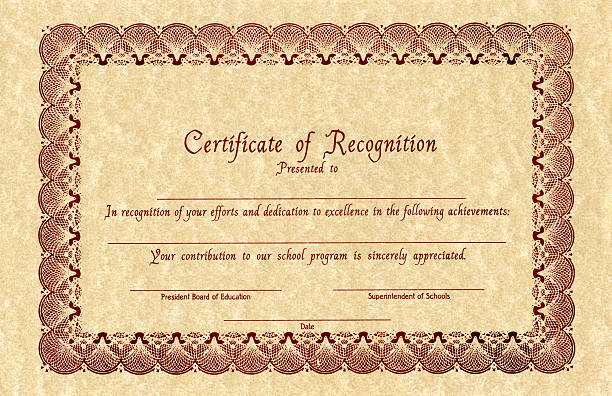 Certificate of Recognition
Presented to
In recognition of your efforts and dedication to excellence in the following achievements:
Your contribution to our school program is sincerely appreciated.
President Board of Education
Superintendent of Schools
Date